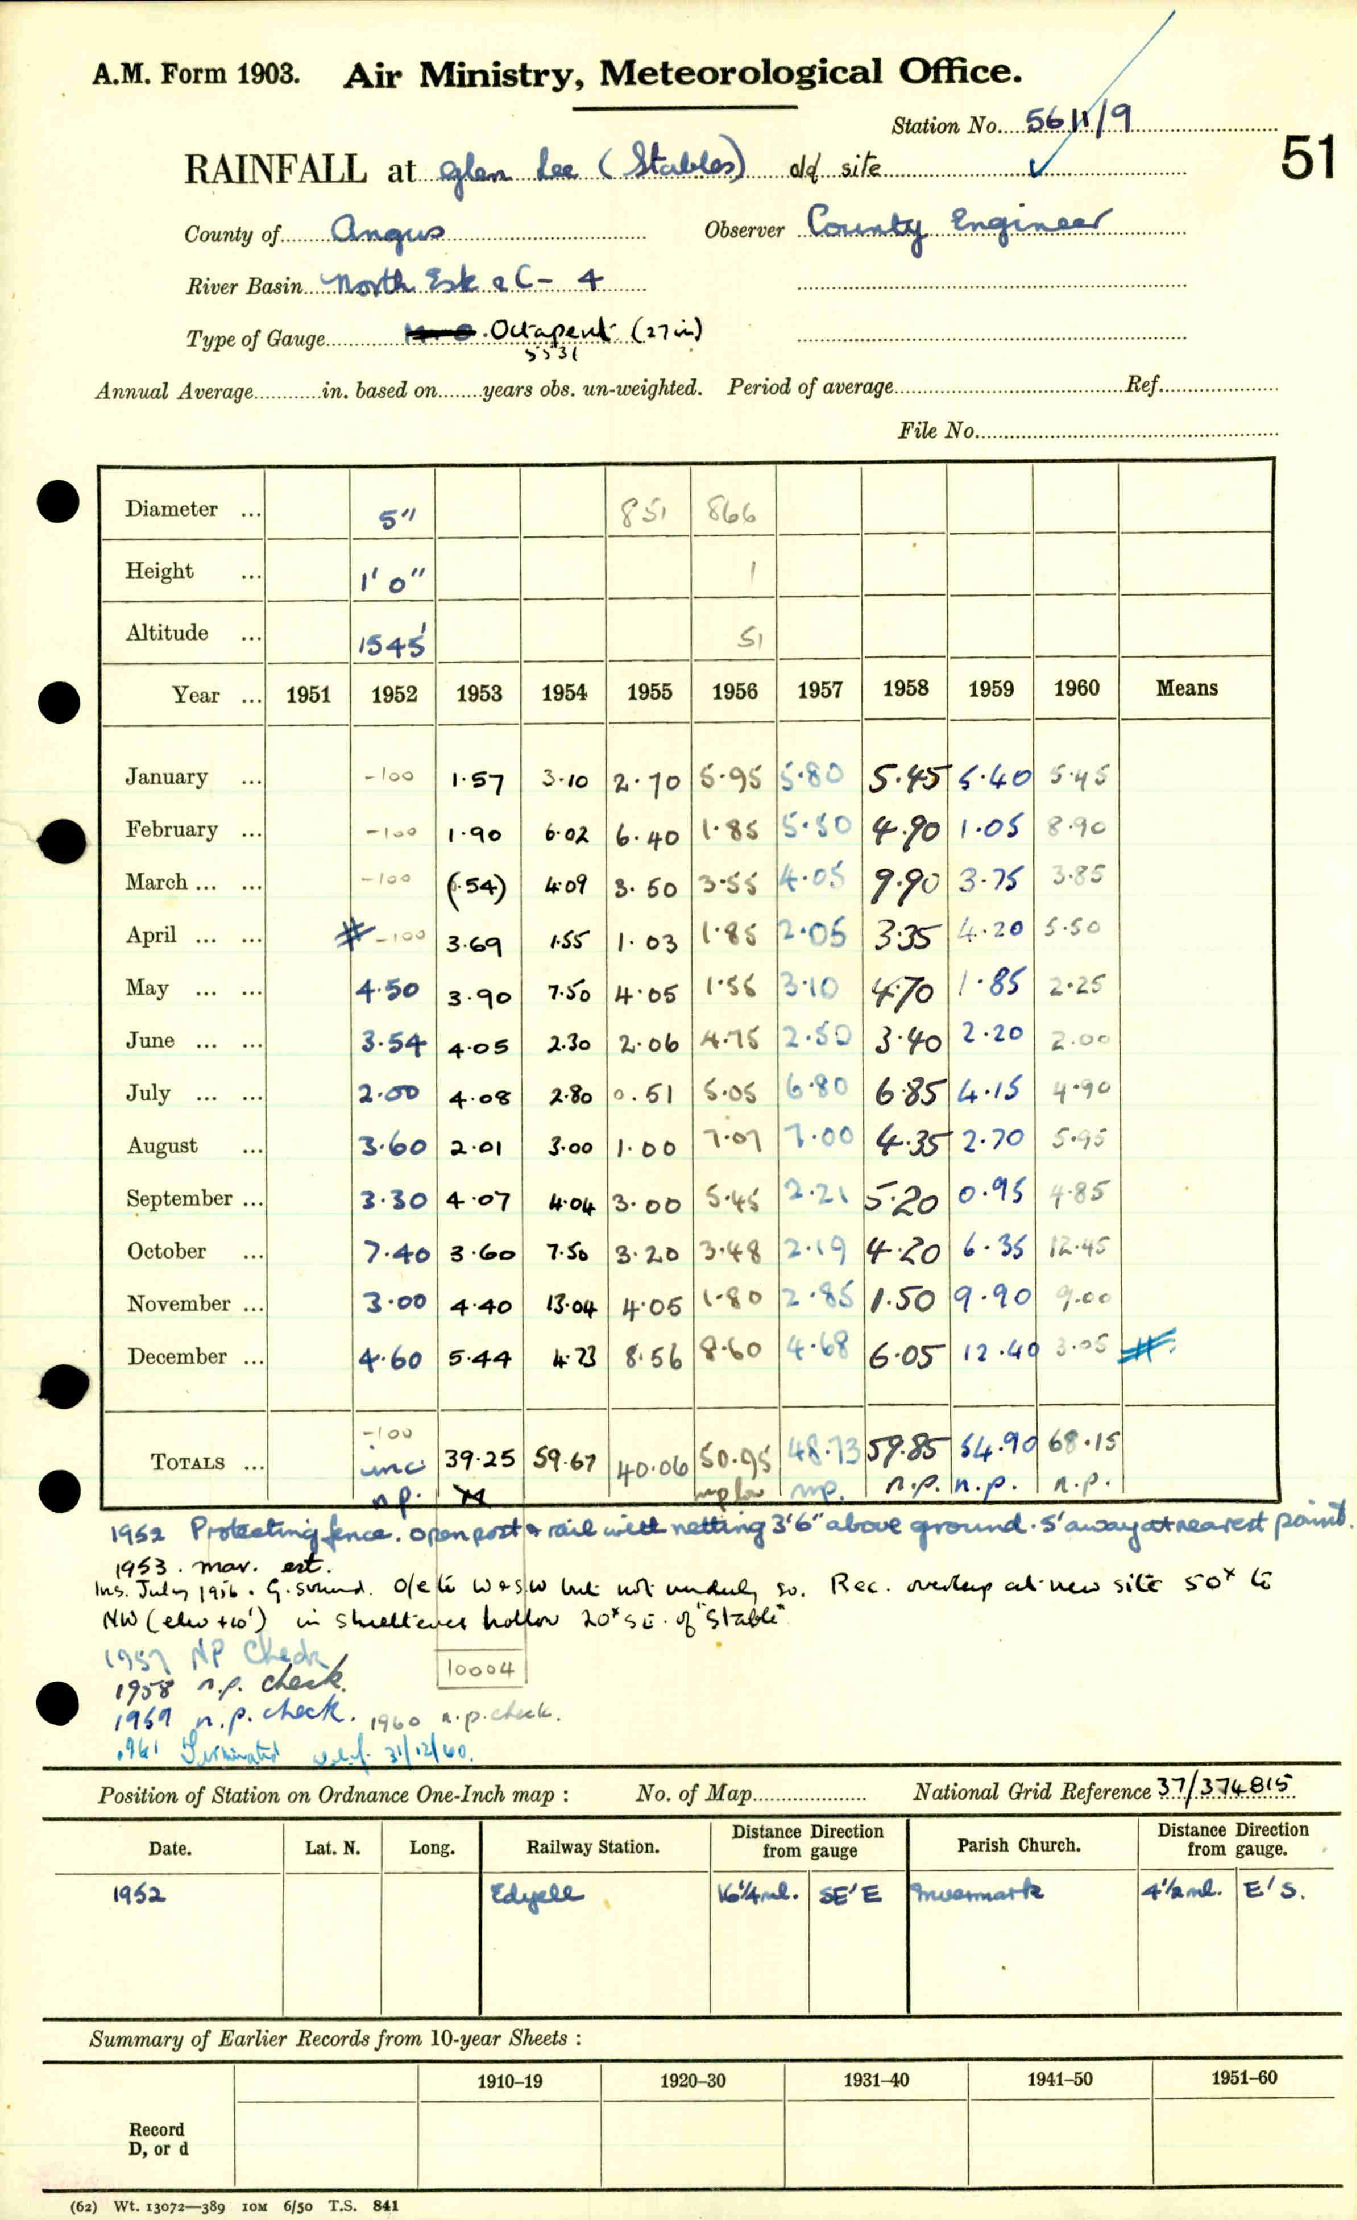 A.M. Form 1903. Air Ministry, Meteorological Office.
Station No. 5611/9
51
RAINFALL at Glen Lee (Stables) old site
County of Angus Observer County Engineer
River Basin North Esk & C - 4
Type of Gauge Octapent (27 in)
5531
Annual Average in. based on years obs. un-weighted. Period of average Ref.
File No.
Diameter ... 5" 851 866
Height ... 1' 0" 1
Altitude ... 1545' 51
Year ... 1951 1952 1953 1954 1955 1956 1957 1958 1959 1960 Means
January ... -100 1.57 3.10 2.70 5.95 5.80 5.45 5.40 5.45
February ... -100 1.90 6.02 6.40 1.85 5.50 4.90 1.05 8.90
March ... ... -100 (.54) 4.09 3.50 3.55 4.05 9.90 3.75 3.85
April ... ... # -100 3.69 1.55 1.03 1.85 2.05 3.35 4.20 5.50
May ... ... 4.50 3.90 7.50 4.05 1.55 3.10 4.70 1.85 2.25
June ... ... 3.54 4.05 2.30 2.06 4.75 2.50 3.40 2.20 2.00
July ... ... 2.00 4.08 2.80 0.51 5.05 6.80 6.85 4.15 4.90
August ... 3.60 2.01 3.00 1.00 7.07 7.00 4.35 2.70 5.95
September ... 3.30 4.07 4.04 3.00 5.45 2.21 5.20 0.95 4.85
October ... 7.40 3.60 7.50 3.20 3.48 2.19 4.20 6.35 12.45
November ... 3.00 4.40 13.04 4.05 1.80 2.85 1.50 9.90 9.00
December ... 4.60 5.44 4.23 8.56 8.60 4.68 6.05 12.40 3.05 #
-100
TOTALS ... inc 39.25 59.67 40.06 50.95 48.73 59.85 54.90 68.15
n.p. np. n.p. n.p. n.p.
1952 Protecting fence. open post & rail with netting 3'6" above ground. 5' away at nearest point.
1953. mar. est.
Ins. July 1956. G. sound. O/e to W & SW but not unduly so. Rec. overlap at new site 50x to
NW (elev +10') in sheltered hollow 20x SE. of "Stable"
1957 NP Check
10004
1958 n.p. check.
1959 n.p. check. 1960 n.p. check.
1961 Terminated w.e.f. 31/12/60.
Position of Station on Ordnance One-Inch map : No. of Map National Grid Reference 37/374815
Date. Lat. N. Long. Railway Station. Distance from gauge Direction Parish Church. Distance from gauge. Direction
1952 Edzell 16¼ ml. SE'E Invermark 4½ ml. E'S.
Summary of Earlier Records from 10-year Sheets :
1910–19 1920–30 1931–40 1941–50 1951–60
Record
D, or d
(62) Wt. 13072—389 10M 6/50 T.S. 841